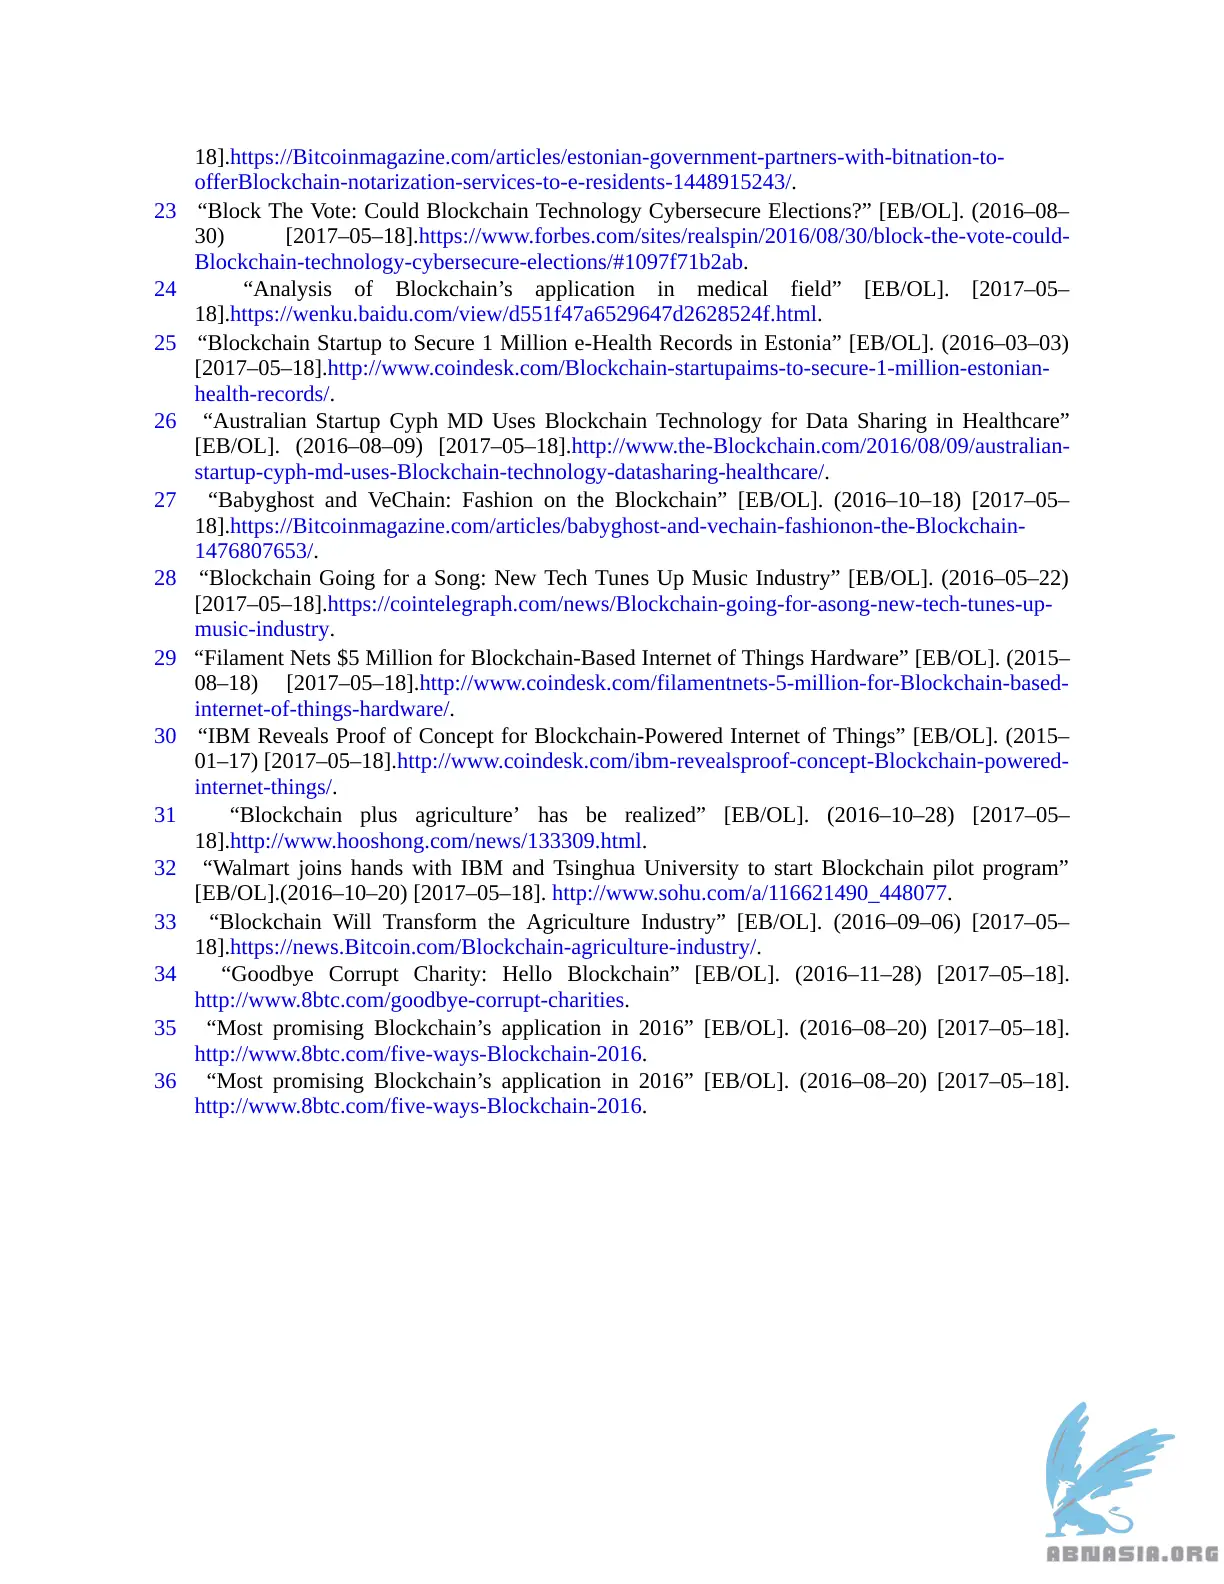 18].https://Bitcoinmagazine.com/articles/estonian-government-partners-with-bitnation-to-
offerBlockchain-notarization-services-to-e-residents-1448915243/.
23 “Block The Vote: Could Blockchain Technology Cybersecure Elections?” [EB/OL]. (2016–08–
30) [2017–05–18].https://www.forbes.com/sites/realspin/2016/08/30/block-the-vote-could-
Blockchain-technology-cybersecure-elections/#1097f71b2ab.
24 “Analysis of Blockchain’s application in medical field” [EB/OL]. [2017–05–
18].https://wenku.baidu.com/view/d551f47a6529647d2628524f.html.
25 “Blockchain Startup to Secure 1 Million e-Health Records in Estonia” [EB/OL]. (2016–03–03)
[2017–05–18].http://www.coindesk.com/Blockchain-startupaims-to-secure-1-million-estonian-
health-records/.
26 “Australian Startup Cyph MD Uses Blockchain Technology for Data Sharing in Healthcare”
[EB/OL]. (2016–08–09) [2017–05–18].http://www.the-Blockchain.com/2016/08/09/australian-
startup-cyph-md-uses-Blockchain-technology-datasharing-healthcare/.
27 “Babyghost and VeChain: Fashion on the Blockchain” [EB/OL]. (2016–10–18) [2017–05–
18].https://Bitcoinmagazine.com/articles/babyghost-and-vechain-fashionon-the-Blockchain-
1476807653/.
28 “Blockchain Going for a Song: New Tech Tunes Up Music Industry” [EB/OL]. (2016–05–22)
[2017–05–18].https://cointelegraph.com/news/Blockchain-going-for-asong-new-tech-tunes-up-
music-industry.
29 “Filament Nets $5 Million for Blockchain-Based Internet of Things Hardware” [EB/OL]. (2015–
08–18) [2017–05–18].http://www.coindesk.com/filamentnets-5-million-for-Blockchain-based-
internet-of-things-hardware/.
30 “IBM Reveals Proof of Concept for Blockchain-Powered Internet of Things” [EB/OL]. (2015–
01–17) [2017–05–18].http://www.coindesk.com/ibm-revealsproof-concept-Blockchain-powered-
internet-things/.
31 “Blockchain plus agriculture’ has be realized” [EB/OL]. (2016–10–28) [2017–05–
18].http://www.hooshong.com/news/133309.html.
32 “Walmart joins hands with IBM and Tsinghua University to start Blockchain pilot program”
[EB/OL].(2016–10–20) [2017–05–18]. http://www.sohu.com/a/116621490_448077.
33 “Blockchain Will Transform the Agriculture Industry” [EB/OL]. (2016–09–06) [2017–05–
18].https://news.Bitcoin.com/Blockchain-agriculture-industry/.
34 “Goodbye Corrupt Charity: Hello Blockchain” [EB/OL]. (2016–11–28) [2017–05–18].
http://www.8btc.com/goodbye-corrupt-charities.
35 “Most promising Blockchain’s application in 2016” [EB/OL]. (2016–08–20) [2017–05–18].
http://www.8btc.com/five-ways-Blockchain-2016.
36 “Most promising Blockchain’s application in 2016” [EB/OL]. (2016–08–20) [2017–05–18].
http://www.8btc.com/five-ways-Blockchain-2016.
ABNASIA.ORG